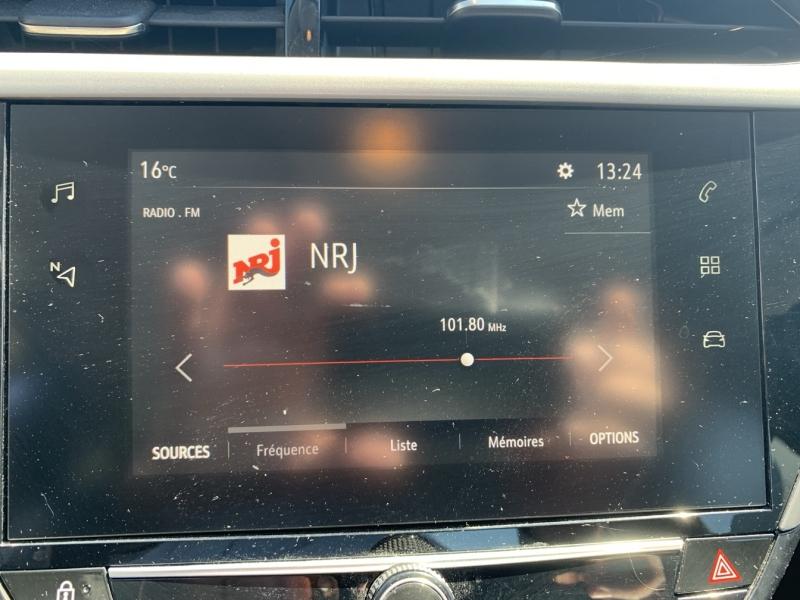 16°C 13:24
RADIO . FM Mem
NRJ NRJ
N
101.80 MHz
SOURCES Fréquence Liste Mémoires OPTIONS